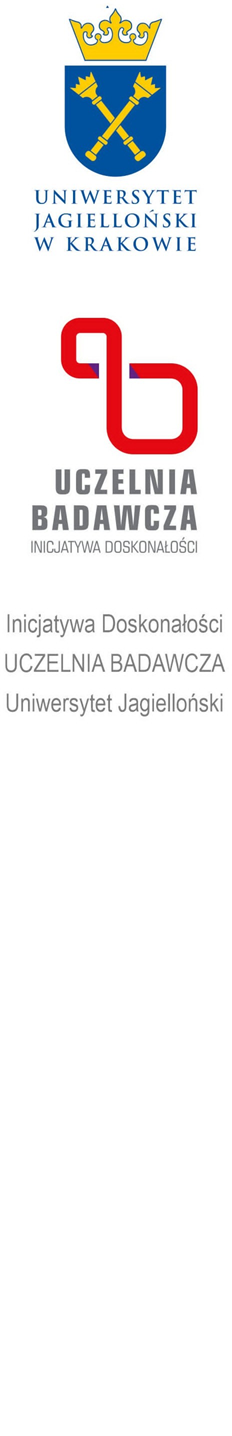 UNIWERSYTET
JAGIELLOŃSKI
W KRAKOWIE
UCZELNIA
BADAWCZA
INICJATYWA DOSKONAŁOŚCI
Inicjatywa Doskonałości
UCZELNIA BADAWCZA
Uniwersytet Jagielloński